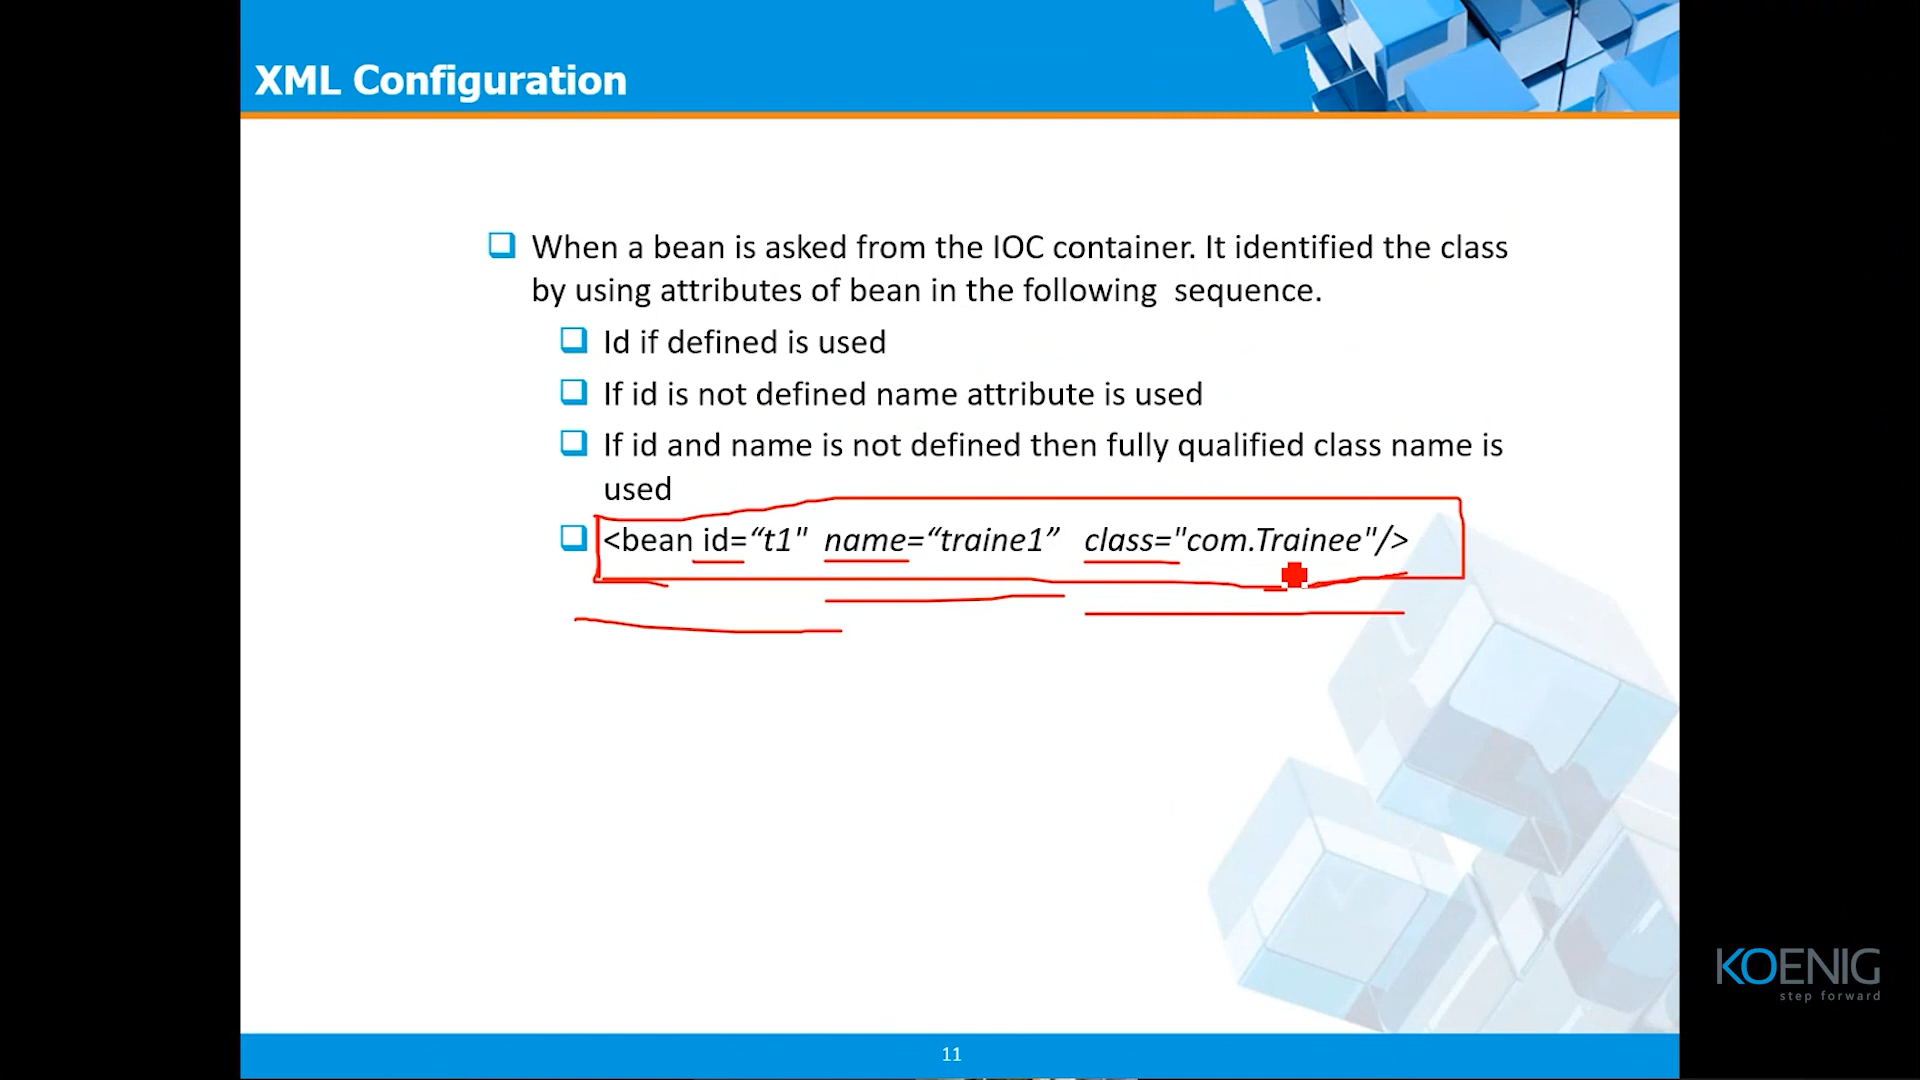 XML Configuration
When a bean is asked from the IOC container. It identified the class
by using attributes of bean in the following  sequence.
Id if defined is used
If id is not defined name attribute is used
If id and name is not defined then fully qualified class name is
used
<bean id=“t1"  name=“traine1”   class="com.Trainee"/>
KOENIG
step forward
11